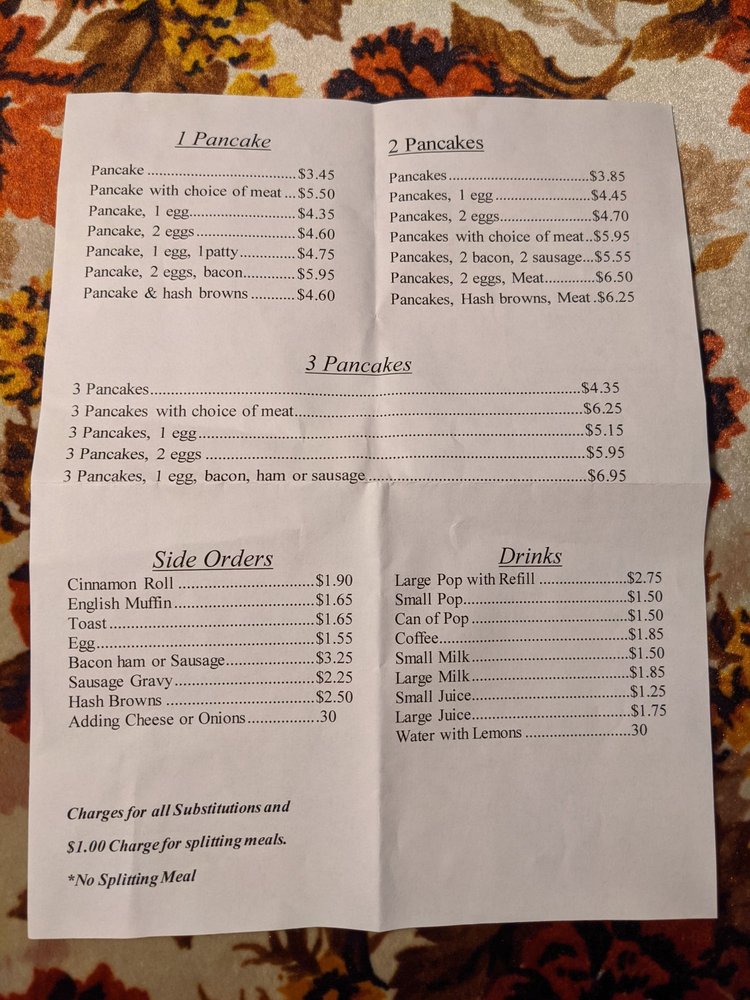 1 Pancake
Pancake ..................................$3.45
Pancake with choice of meat ...$5.50
Pancake, 1 egg.........................$4.35
Pancake, 2 eggs .......................$4.60
Pancake, 1 egg, 1patty..............$4.75
Pancake, 2 eggs, bacon.............$5.95
Pancake & hash browns ...........$4.60
2 Pancakes
Pancakes ..................................$3.85
Pancakes, 1 egg .......................$4.45
Pancakes, 2 eggs......................$4.70
Pancakes with choice of meat..$5.95
Pancakes, 2 bacon, 2 sausage...$5.55
Pancakes, 2 eggs, Meat............$6.50
Pancakes, Hash browns, Meat .$6.25
3 Pancakes
3 Pancakes..........................................................................................$4.35
3 Pancakes with choice of meat.........................................................$6.25
3 Pancakes, 1 egg...............................................................................$5.15
3 Pancakes, 2 eggs .............................................................................$5.95
3 Pancakes, 1 egg, bacon, ham or sausage ........................................$6.95
Side Orders
Cinnamon Roll ..............................$1.90
English Muffin...............................$1.65
Toast..............................................$1.65
Egg.................................................$1.55
Bacon ham or Sausage...................$3.25
Sausage Gravy...............................$2.25
Hash Browns .................................$2.50
Adding Cheese or Onions................30
Drinks
Large Pop with Refill .....................$2.75
Small Pop.......................................$1.50
Can of Pop .....................................$1.50
Coffee.............................................$1.85
Small Milk .....................................$1.50
Large Milk .....................................$1.85
Small Juice.....................................$1.25
Large Juice.....................................$1.75
Water with Lemons .........................30
Charges for all Substitutions and
$1.00 Charge for splitting meals.
*No Splitting Meal